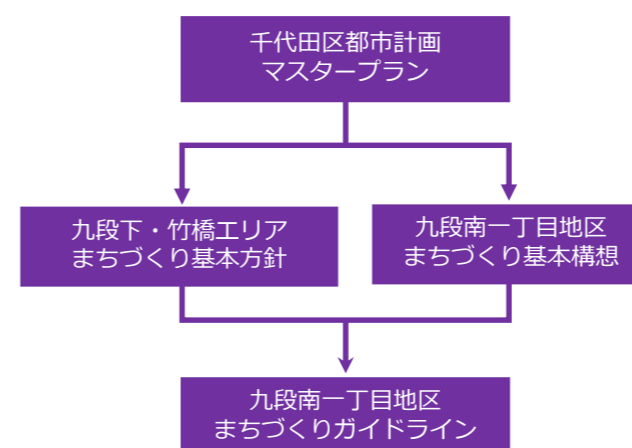 千代田区都市計画
マスタープラン
九段下・竹橋エリア
まちづくり基本方針
九段南一丁目地区
まちづくり基本構想
九段南一丁目地区
まちづくりガイドライン